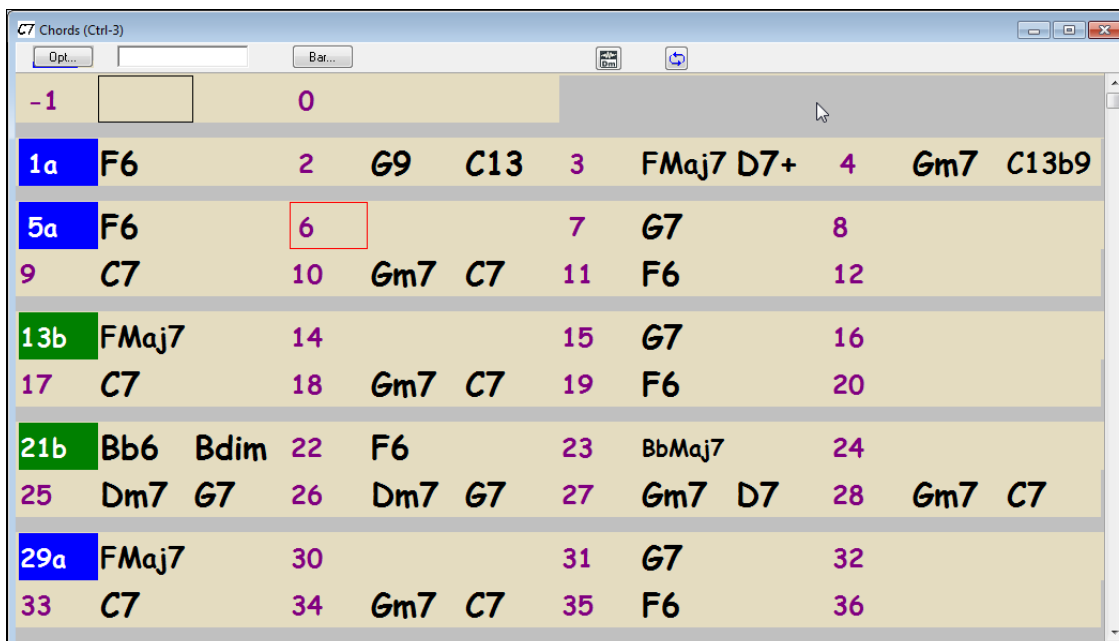 C7 Chords (Ctrl-3)
Opt... Bar... Dm
-1 0
1a F6 2 G9 C13 3 FMaj7 D7+ 4 Gm7 C13b9
5a F6 6 7 G7 8
9 C7 10 Gm7 C7 11 F6 12
13b FMaj7 14 15 G7 16
17 C7 18 Gm7 C7 19 F6 20
21b Bb6 Bdim 22 F6 23 BbMaj7 24
25 Dm7 G7 26 Dm7 G7 27 Gm7 D7 28 Gm7 C7
29a FMaj7 30 31 G7 32
33 C7 34 Gm7 C7 35 F6 36